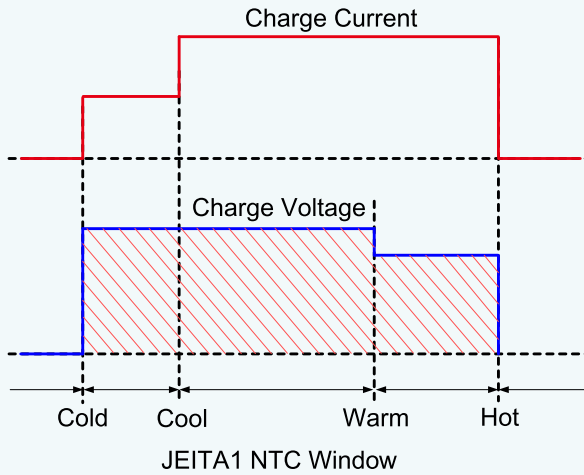 Charge Current
Charge Voltage
Cold Cool Warm Hot
JEITA1 NTC Window